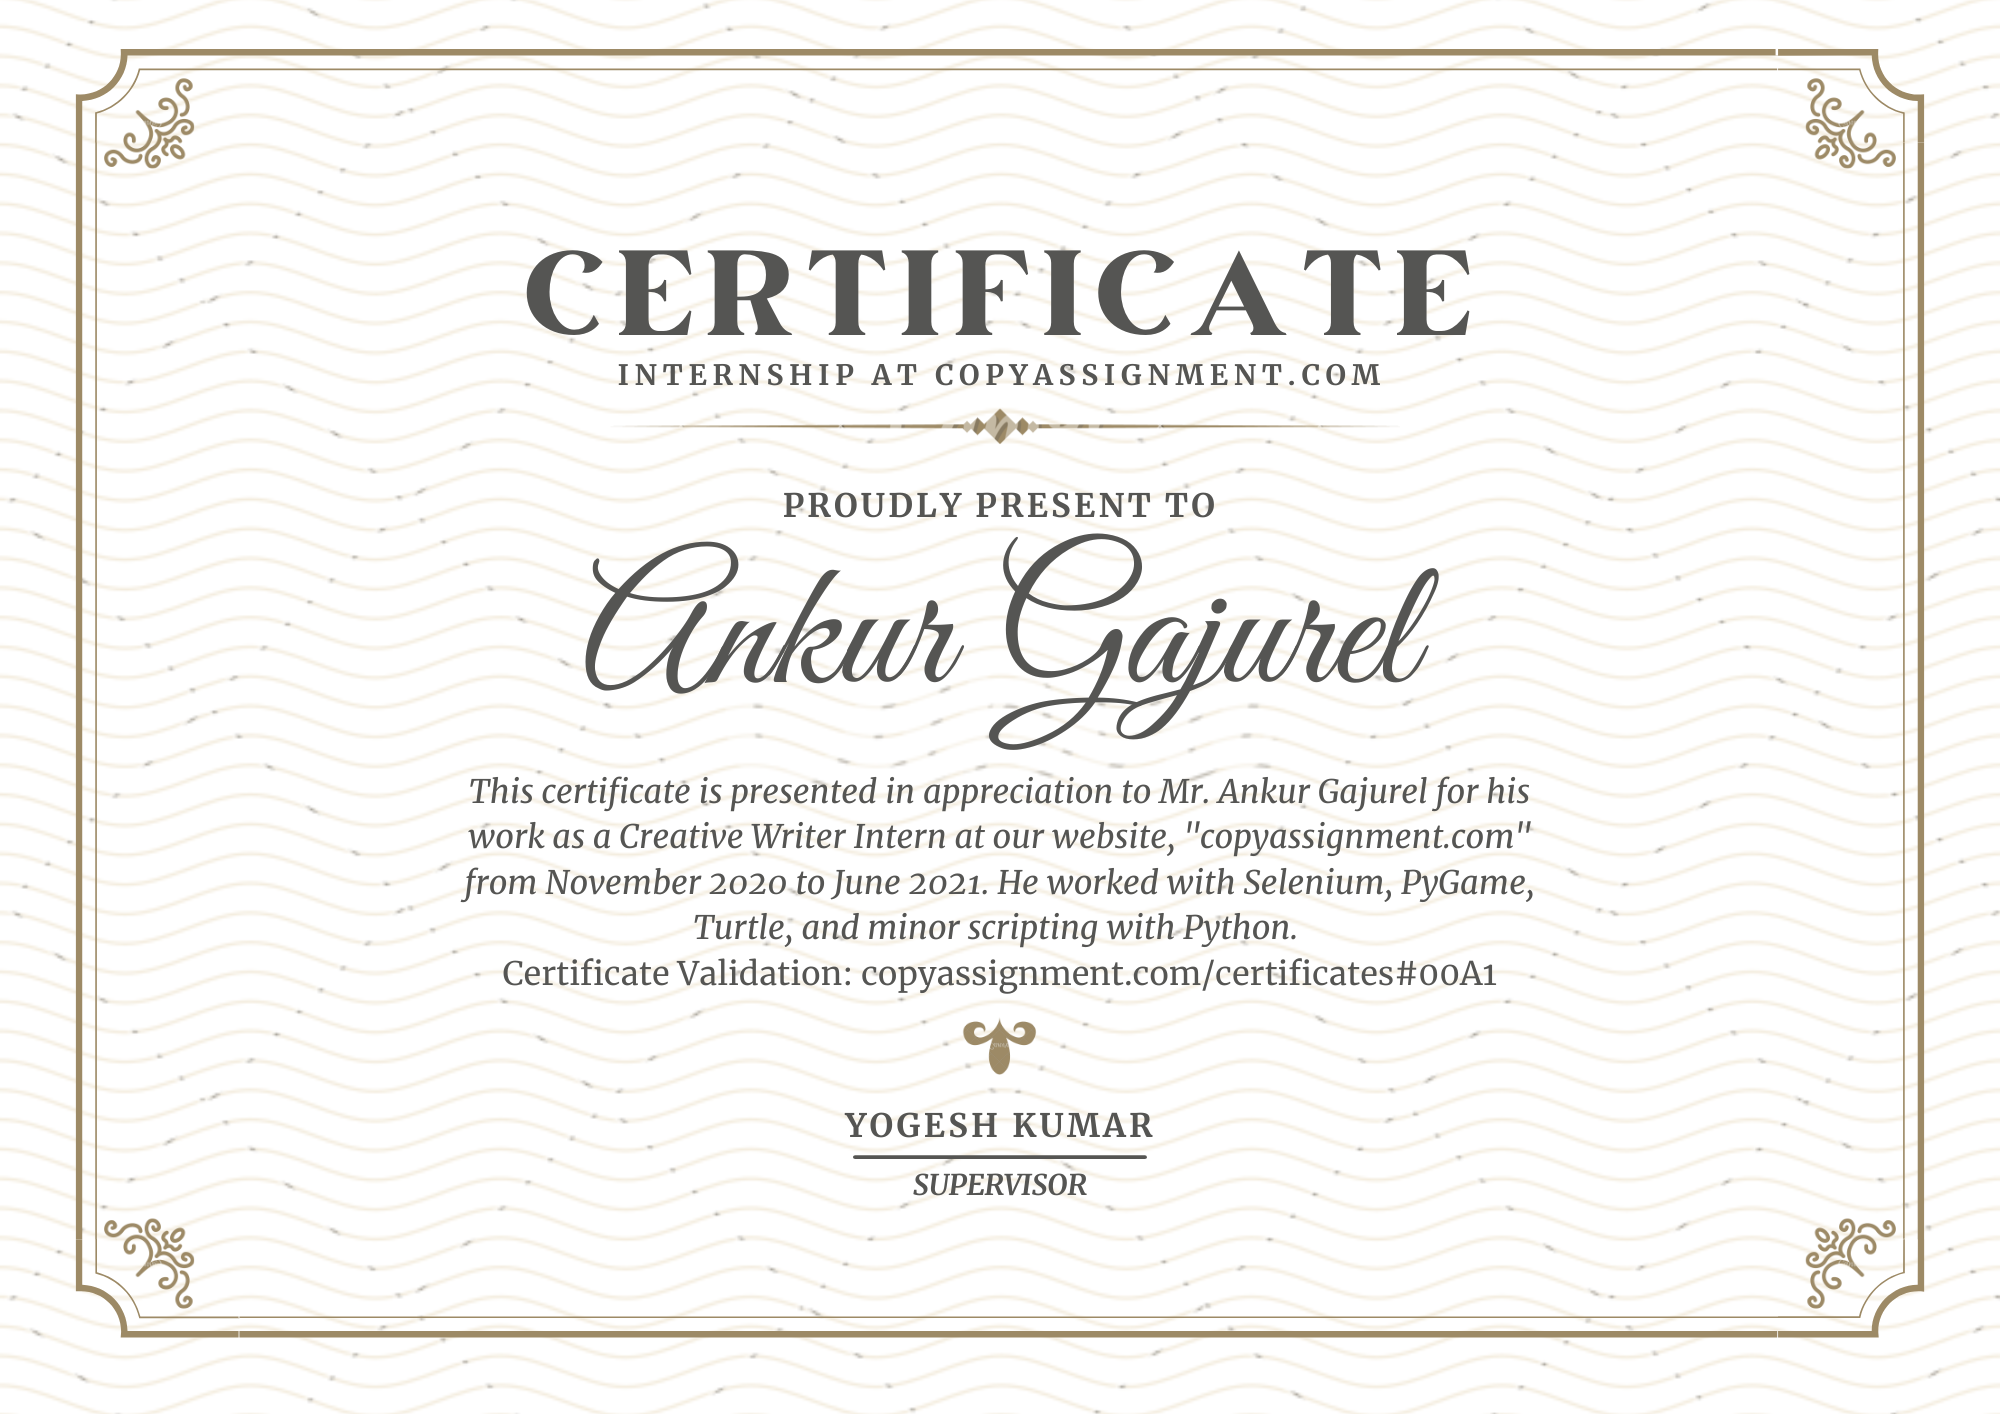 CERTIFICATE
INTERNSHIP AT COPYASSIGNMENT.COM
PROUDLY PRESENT TO
Ankur Gajurel
This certificate is presented in appreciation to Mr. Ankur Gajurel for his
work as a Creative Writer Intern at our website, "copyassignment.com"
from November 2020 to June 2021. He worked with Selenium, PyGame,
Turtle, and minor scripting with Python.
Certificate Validation: copyassignment.com/certificates#00A1
YOGESH KUMAR
SUPERVISOR